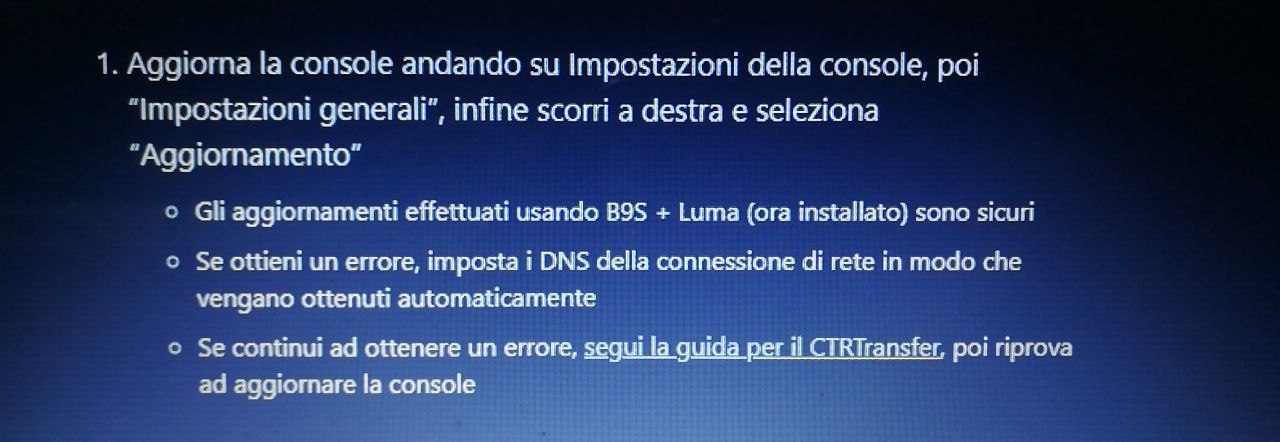 1. Aggiorna la console andando su Impostazioni della console, poi
“Impostazioni generali”, infine scorri a destra e seleziona
“Aggiornamento”
Gli aggiornamenti effettuati usando B9S + Luma (ora installato) sono sicuri
Se ottieni un errore, imposta i DNS della connessione di rete in modo che
vengano ottenuti automaticamente
Se continui ad ottenere un errore, segui la guida per il CTRTransfer, poi riprova
ad aggiornare la console